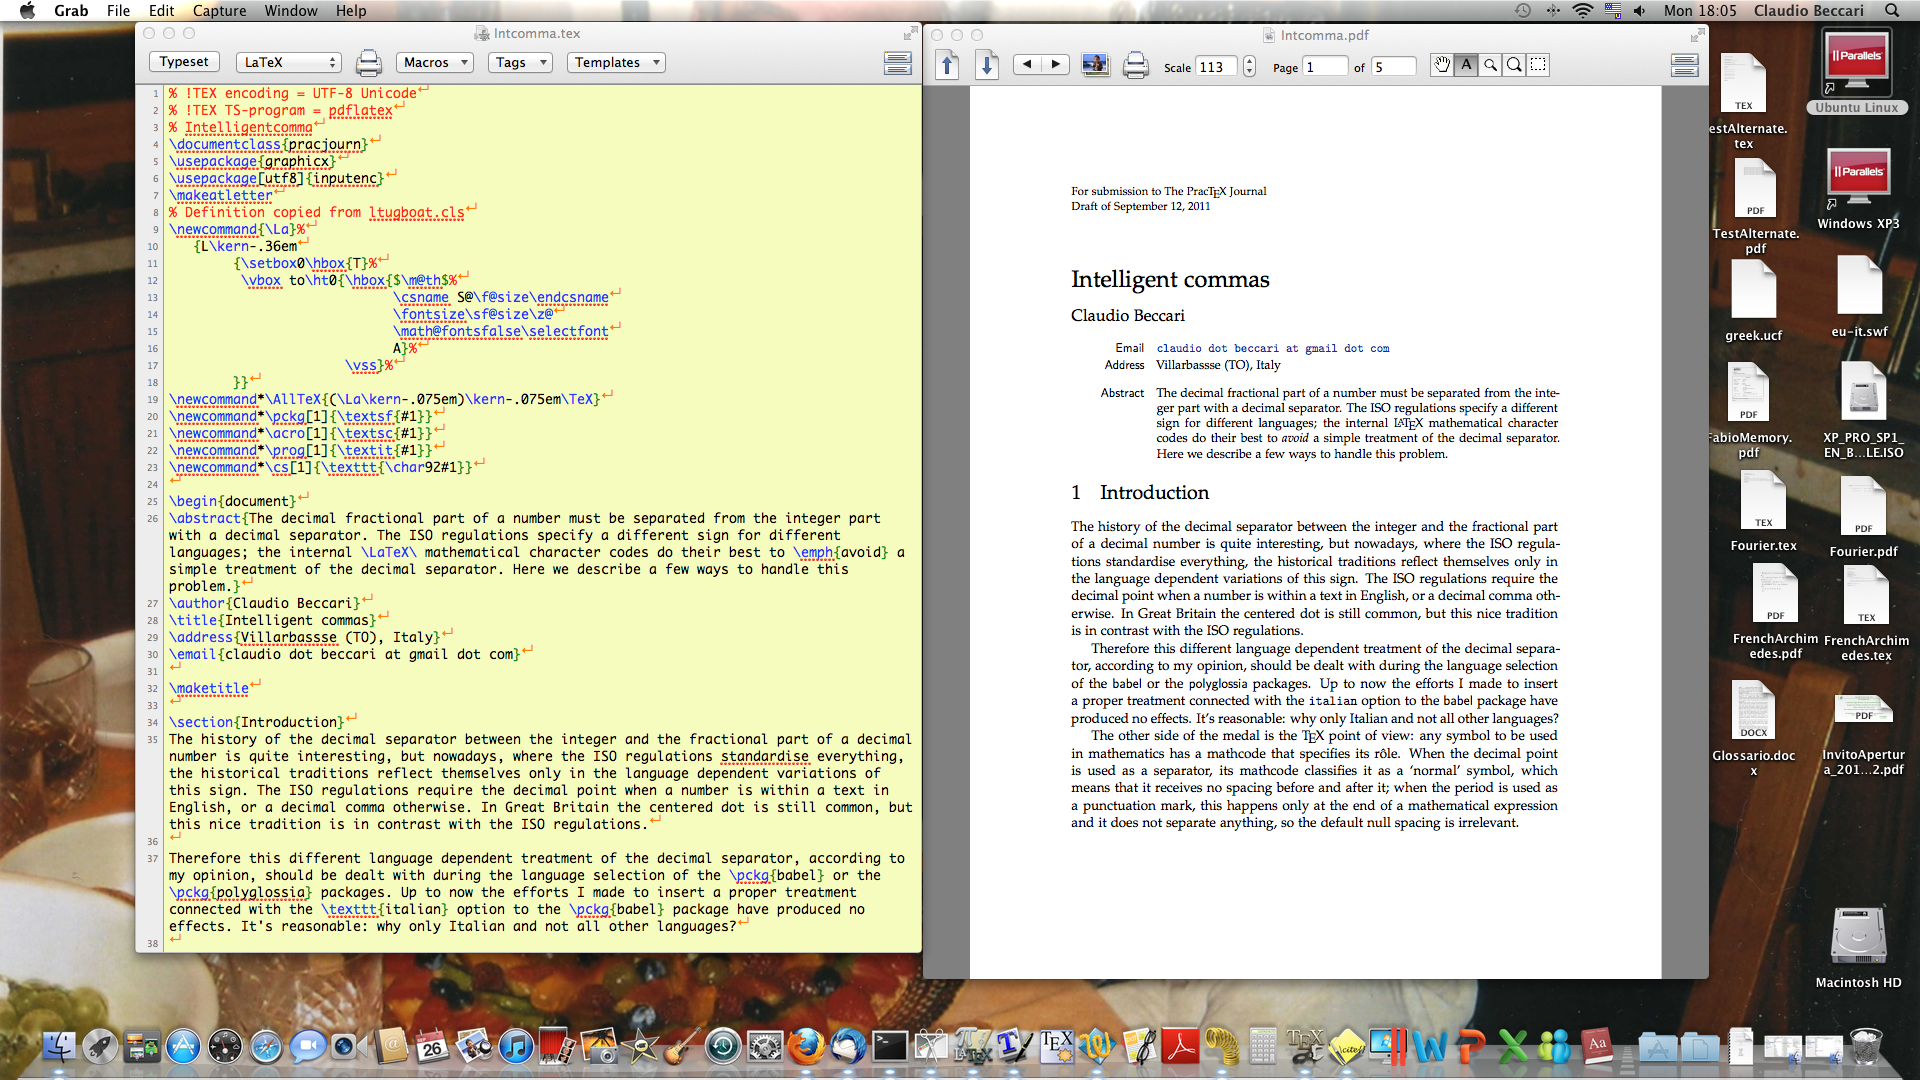 Grab File Edit Capture Window Help
Mon 18:05 Claudio Beccari
Intcomma.tex
Typeset LaTeX Macros Tags Templates
1 % !TEX encoding = UTF-8 Unicode
2 % !TEX TS-program = pdflatex
3 % Intelligentcomma
4 \documentclass{pracjourn}
5 \usepackage{graphicx}
6 \usepackage[utf8]{inputenc}
7 \makeatletter
8 % Definition copied from ltugboat.cls
9 \newcommand{\La}%
10 {L\kern-.36em
11 {\setbox0\hbox{T}%
12 \vbox to\ht0{\hbox{$\m@th$%
13 \csname S@\f@size\endcsname
14 \fontsize\sf@size\z@
15 \math@fontsfalse\selectfont
16 A}%
17 \vss}%
18 }}
19 \newcommand*\AllTeX{(\La\kern-.075em)\kern-.075em\TeX}
20 \newcommand*\pckg[1]{\textsf{#1}}
21 \newcommand*\acro[1]{\textsc{#1}}
22 \newcommand*\prog[1]{\textit{#1}}
23 \newcommand*\cs[1]{\texttt{\char92#1}}
24
25 \begin{document}
26 \abstract{The decimal fractional part of a number must be separated from the integer part
with a decimal separator. The ISO regulations specify a different sign for different
languages; the internal \LaTeX\ mathematical character codes do their best to \emph{avoid} a
simple treatment of the decimal separator. Here we describe a few ways to handle this
problem.}
27 \author{Claudio Beccari}
28 \title{Intelligent commas}
29 \address{Villarbassse (TO), Italy}
30 \email{claudio dot beccari at gmail dot com}
31
32 \maketitle
33
34 \section{Introduction}
35 The history of the decimal separator between the integer and the fractional part of a decimal
number is quite interesting, but nowadays, where the ISO regulations standardise everything,
the historical traditions reflect themselves only in the language dependent variations of
this sign. The ISO regulations require the decimal point when a number is within a text in
English, or a decimal comma otherwise. In Great Britain the centered dot is still common, but
this nice tradition is in contrast with the ISO regulations.
36
37 Therefore this different language dependent treatment of the decimal separator, according to
my opinion, should be dealt with during the language selection of the \pckg{babel} or the
\pckg{polyglossia} packages. Up to now the efforts I made to insert a proper treatment
connected with the \texttt{italian} option to the \pckg{babel} package have produced no
effects. It's reasonable: why only Italian and not all other languages?
38
Intcomma.pdf
Scale 113 Page 1 of 5 A
For submission to The PracTEX Journal
Draft of September 12, 2011
Intelligent commas
Claudio Beccari
Email claudio dot beccari at gmail dot com
Address Villarbassse (TO), Italy
Abstract The decimal fractional part of a number must be separated from the inte-
ger part with a decimal separator. The ISO regulations specify a different
sign for different languages; the internal LATEX mathematical character
codes do their best to avoid a simple treatment of the decimal separator.
Here we describe a few ways to handle this problem.
1 Introduction
The history of the decimal separator between the integer and the fractional part
of a decimal number is quite interesting, but nowadays, where the ISO regula-
tions standardise everything, the historical traditions reflect themselves only in
the language dependent variations of this sign. The ISO regulations require the
decimal point when a number is within a text in English, or a decimal comma oth-
erwise. In Great Britain the centered dot is still common, but this nice tradition
is in contrast with the ISO regulations.
Therefore this different language dependent treatment of the decimal separa-
tor, according to my opinion, should be dealt with during the language selection
of the babel or the polyglossia packages. Up to now the efforts I made to insert
a proper treatment connected with the italian option to the babel package have
produced no effects. It's reasonable: why only Italian and not all other languages?
The other side of the medal is the TEX point of view: any symbol to be used
in mathematics has a mathcode that specifies its rôle. When the decimal point
is used as a separator, its mathcode classifies it as a ‘normal’ symbol, which
means that it receives no spacing before and after it; when the period is used as
a punctuation mark, this happens only at the end of a mathematical expression
and it does not separate anything, so the default null spacing is irrelevant.
TEX
estAlternate.
tex
|| Parallels
Ubuntu Linux
PDF
TestAlternate.
pdf
|| Parallels
Windows XP3
greek.ucf
eu-it.swf
PDF
FabioMemory.
pdf
XP_PRO_SP1_
EN_B...LE.ISO
TEX
Fourier.tex
PDF
Fourier.pdf
PDF
FrenchArchim
edes.pdf
TEX
FrenchArchim
edes.tex
DOCX
Glossario.doc
x
PDF
InvitoApertur
a_201...2.pdf
Macintosh HD
26
LATEX
TEX
TEX
Aa